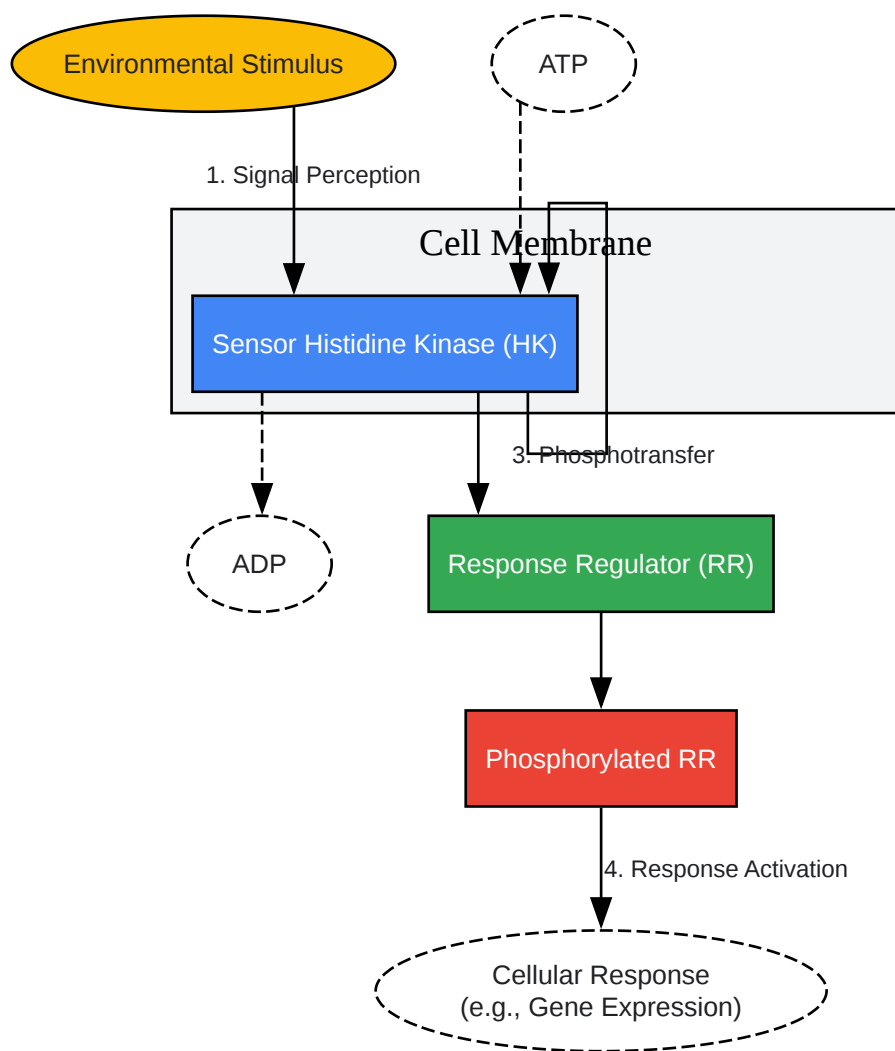 Environmental Stimulus
ATP
1. Signal Perception
Cell Membrane
Sensor Histidine Kinase (HK)
3. Phosphotransfer
ADP
Response Regulator (RR)
Phosphorylated RR
4. Response Activation
Cellular Response
(e.g., Gene Expression)